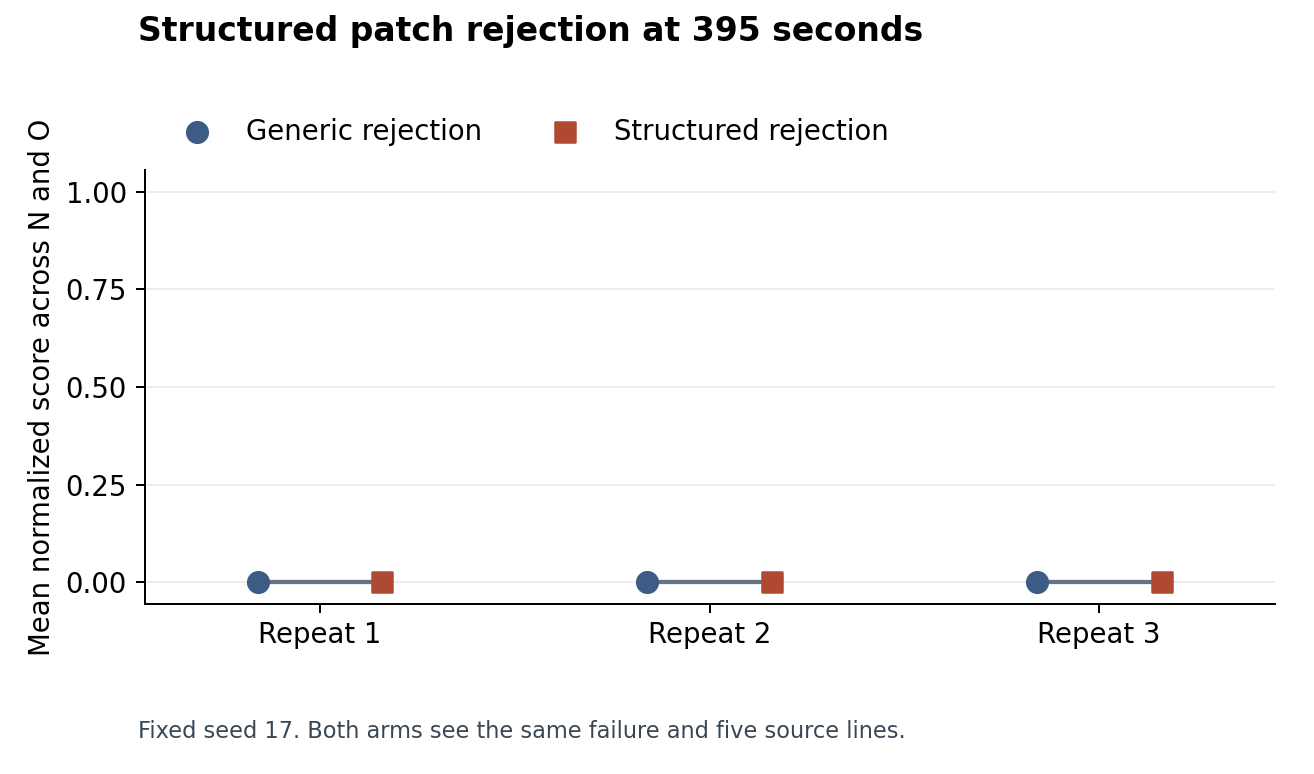 Structured patch rejection at 395 seconds
Generic rejection
Structured rejection
Mean normalized score across N and O
1.00
0.75
0.50
0.25
0.00
Repeat 1
Repeat 2
Repeat 3
Fixed seed 17. Both arms see the same failure and five source lines.